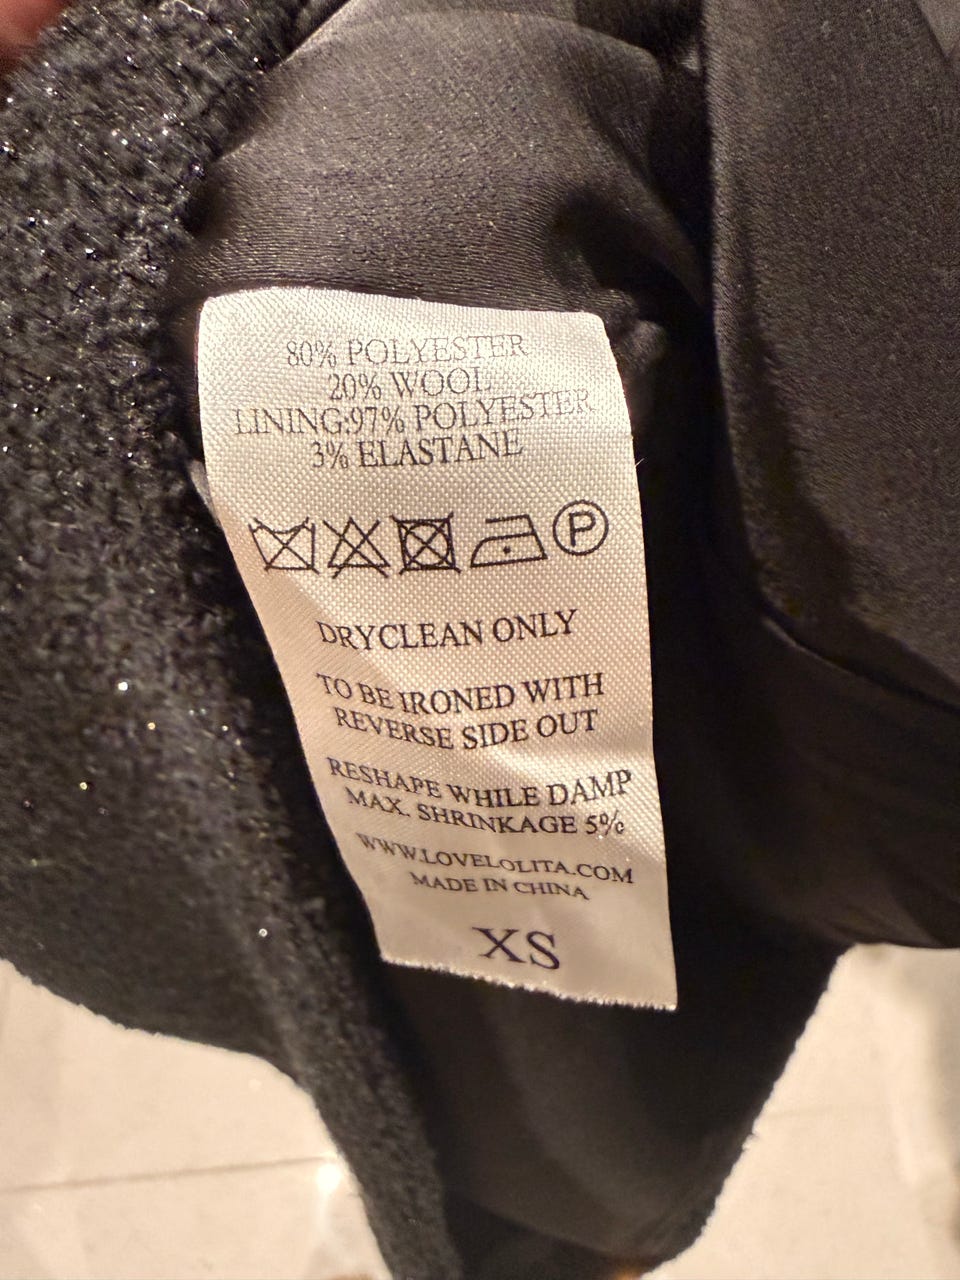 80% POLYESTER
20% WOOL
LINING:97% POLYESTER
3% ELASTANE
P
DRYCLEAN ONLY
TO BE IRONED WITH
REVERSE SIDE OUT
RESHAPE WHILE DAMP
MAX. SHRINKAGE 5%
WWW.LOVELOLITA.COM
MADE IN CHINA
XS